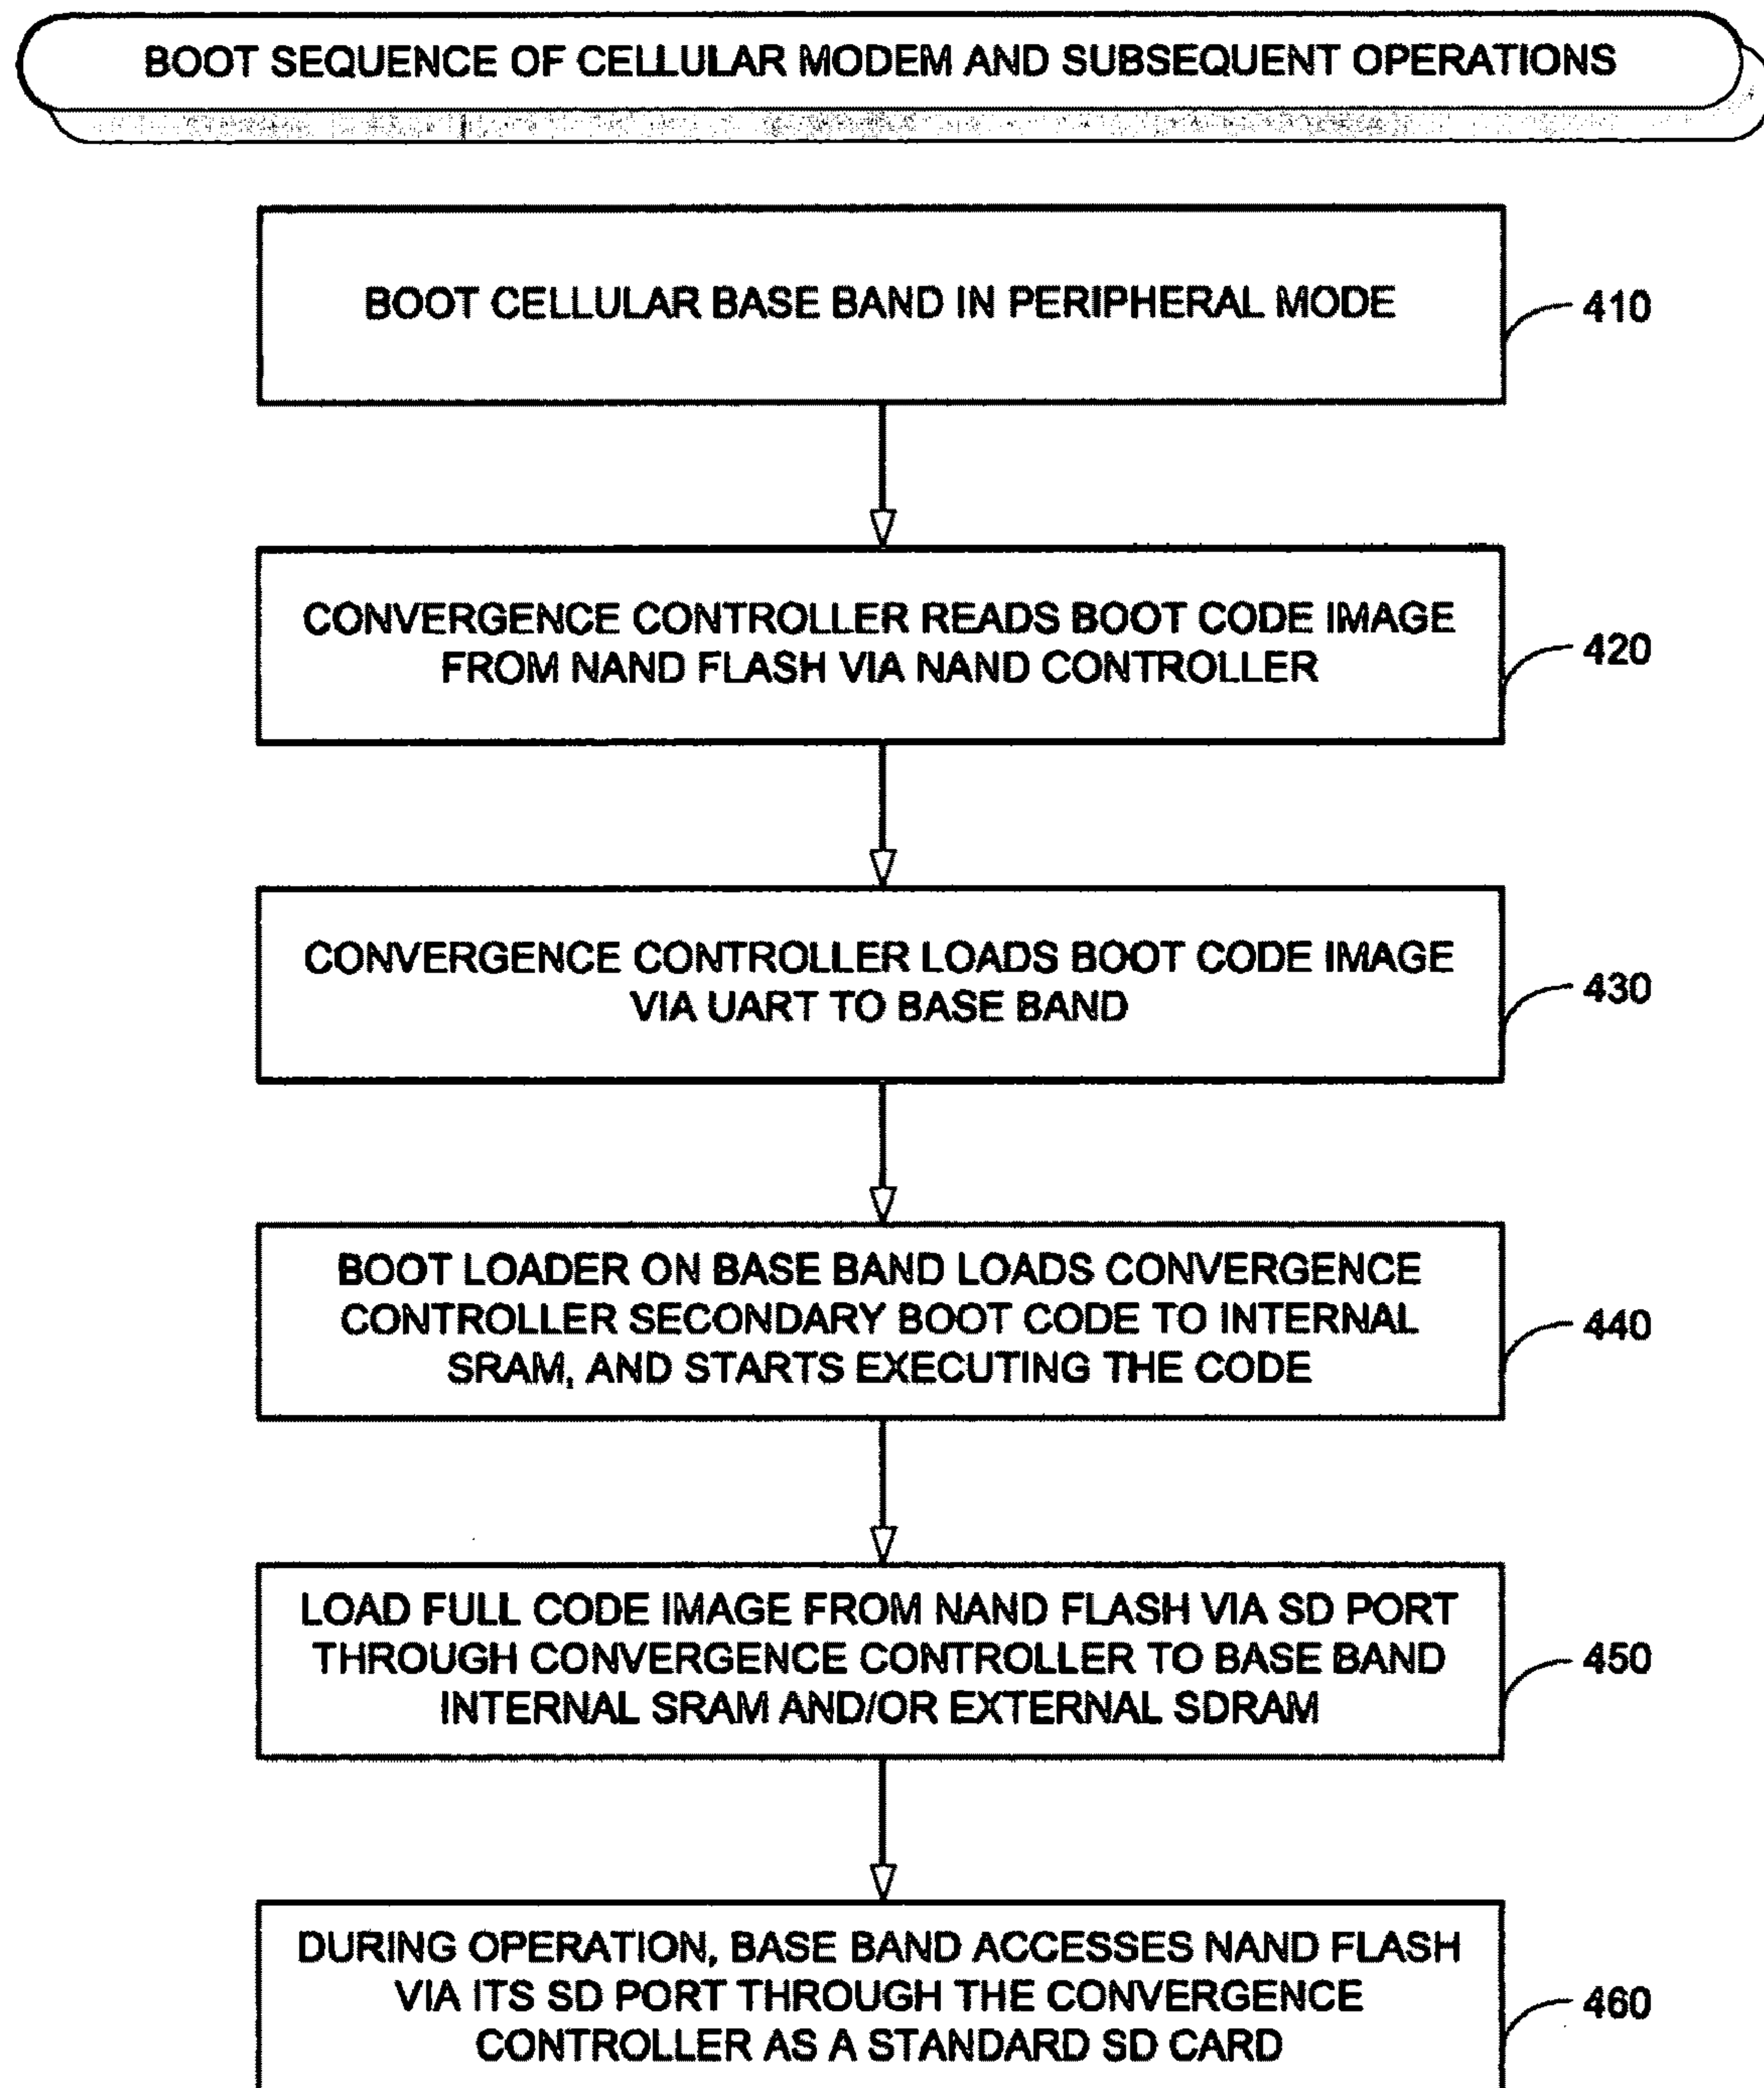 BOOT SEQUENCE OF CELLULAR MODEM AND SUBSEQUENT OPERATIONS
BOOT CELLULAR BASE BAND IN PERIPHERAL MODE
410
CONVERGENCE CONTROLLER READS BOOT CODE IMAGE
FROM NAND FLASH VIA NAND CONTROLLER
420
CONVERGENCE CONTROLLER LOADS BOOT CODE IMAGE
VIA UART TO BASE BAND
430
BOOT LOADER ON BASE BAND LOADS CONVERGENCE
CONTROLLER SECONDARY BOOT CODE TO INTERNAL
SRAM, AND STARTS EXECUTING THE CODE
440
LOAD FULL CODE IMAGE FROM NAND FLASH VIA SD PORT
THROUGH CONVERGENCE CONTROLLER TO BASE BAND
INTERNAL SRAM AND/OR EXTERNAL SDRAM
450
DURING OPERATION, BASE BAND ACCESSES NAND FLASH
VIA ITS SD PORT THROUGH THE CONVERGENCE
CONTROLLER AS A STANDARD SD CARD
460